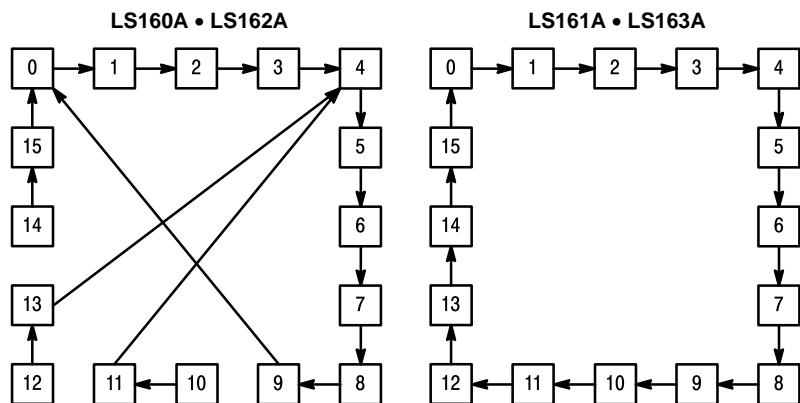 LS160A • LS162A LS161A • LS163A
0 1 2 3 4 0 1 2 3 4
15 5 15 5
14 6 14 6
13 7 13 7
12 11 10 9 8 12 11 10 9 8